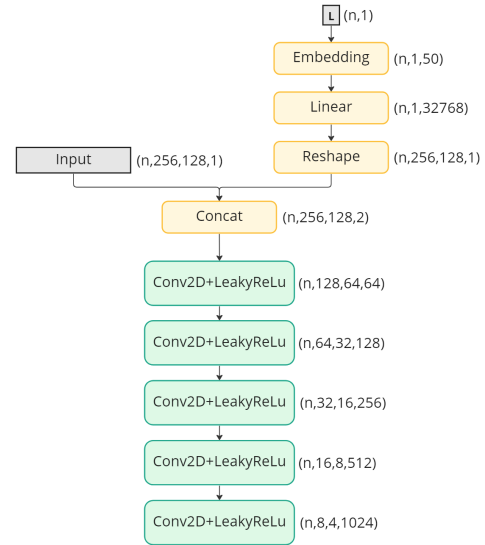 L (n,1)
Embedding (n,1,50)
Linear (n,1,32768)
Reshape (n,256,128,1)
Input (n,256,128,1)
Concat (n,256,128,2)
Conv2D+LeakyReLu (n,128,64,64)
Conv2D+LeakyReLu (n,64,32,128)
Conv2D+LeakyReLu (n,32,16,256)
Conv2D+LeakyReLu (n,16,8,512)
Conv2D+LeakyReLu (n,8,4,1024)